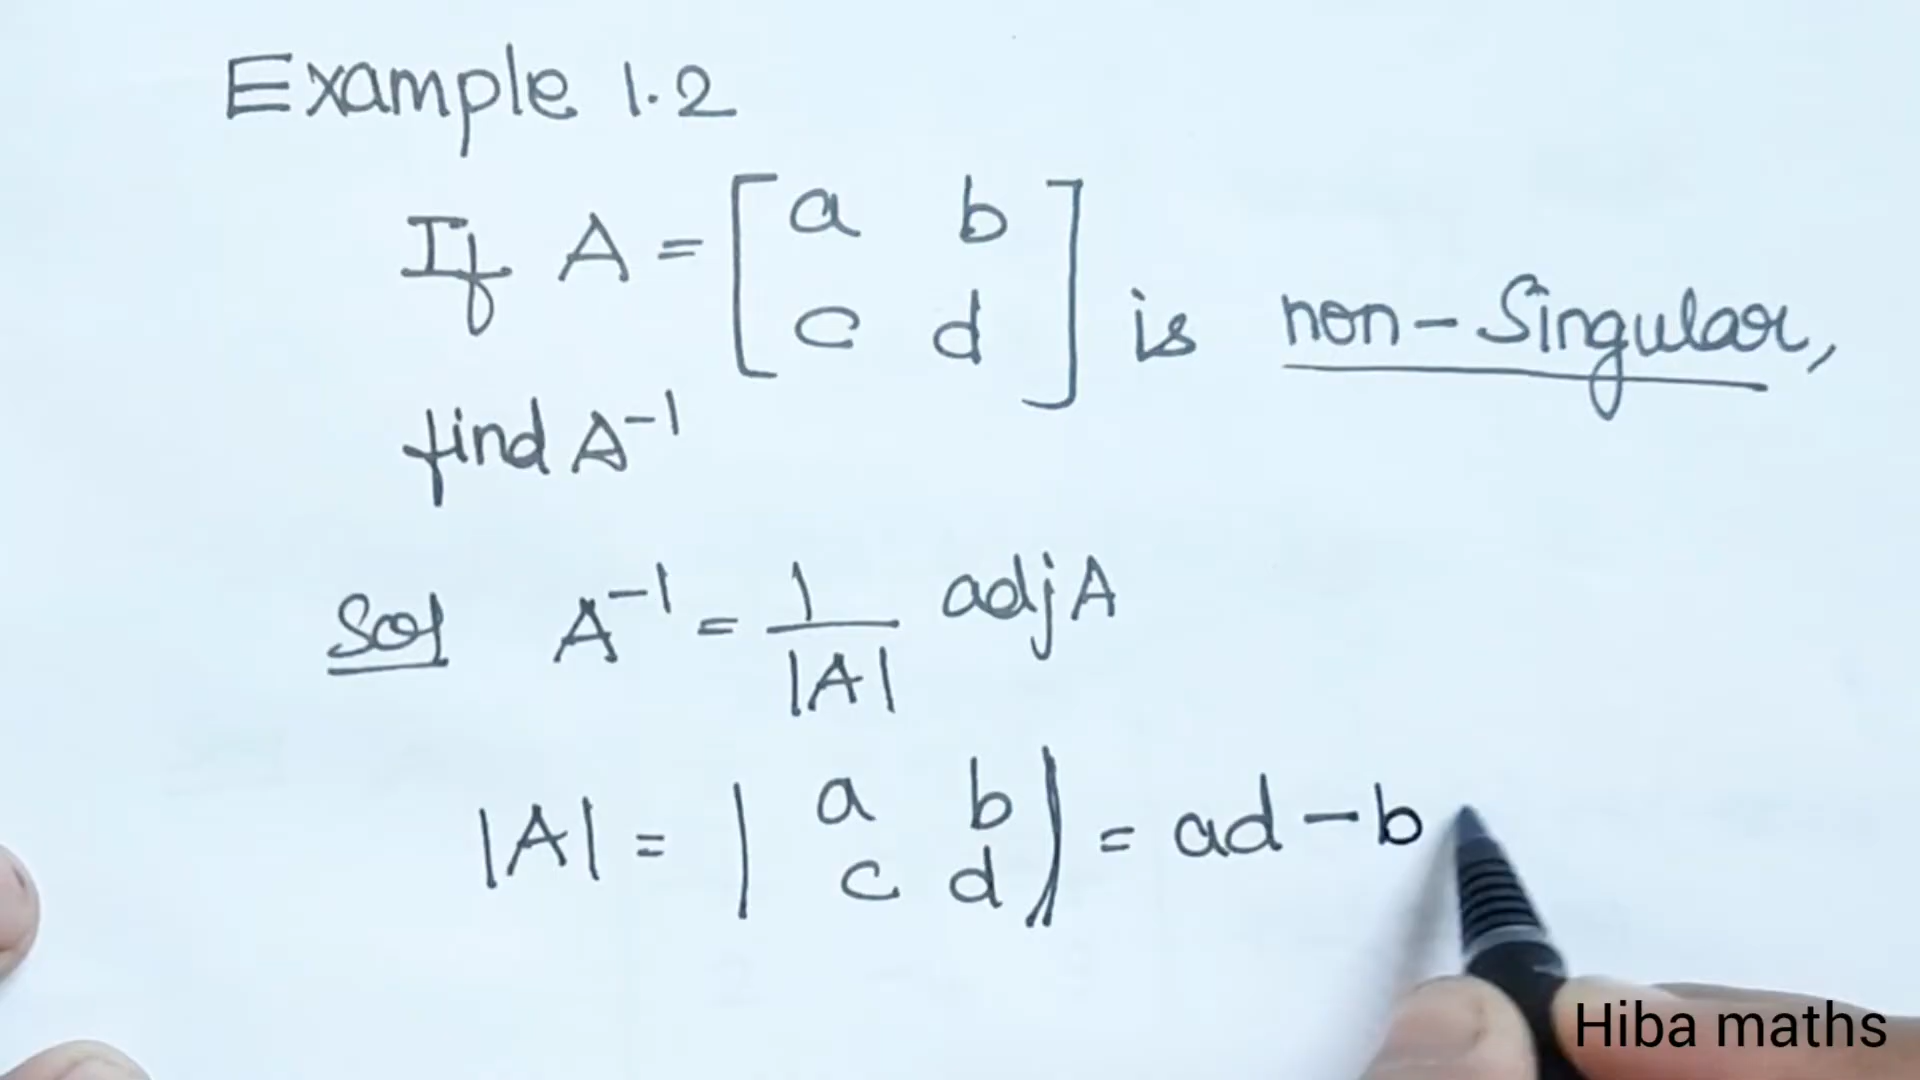 Example 1.2
If A = [ a b
c d ] is non-Singular,
find A⁻¹
Sol A⁻¹ = 1/|A| adj A
|A| = | a b
c d | = ad - b
Hiba maths